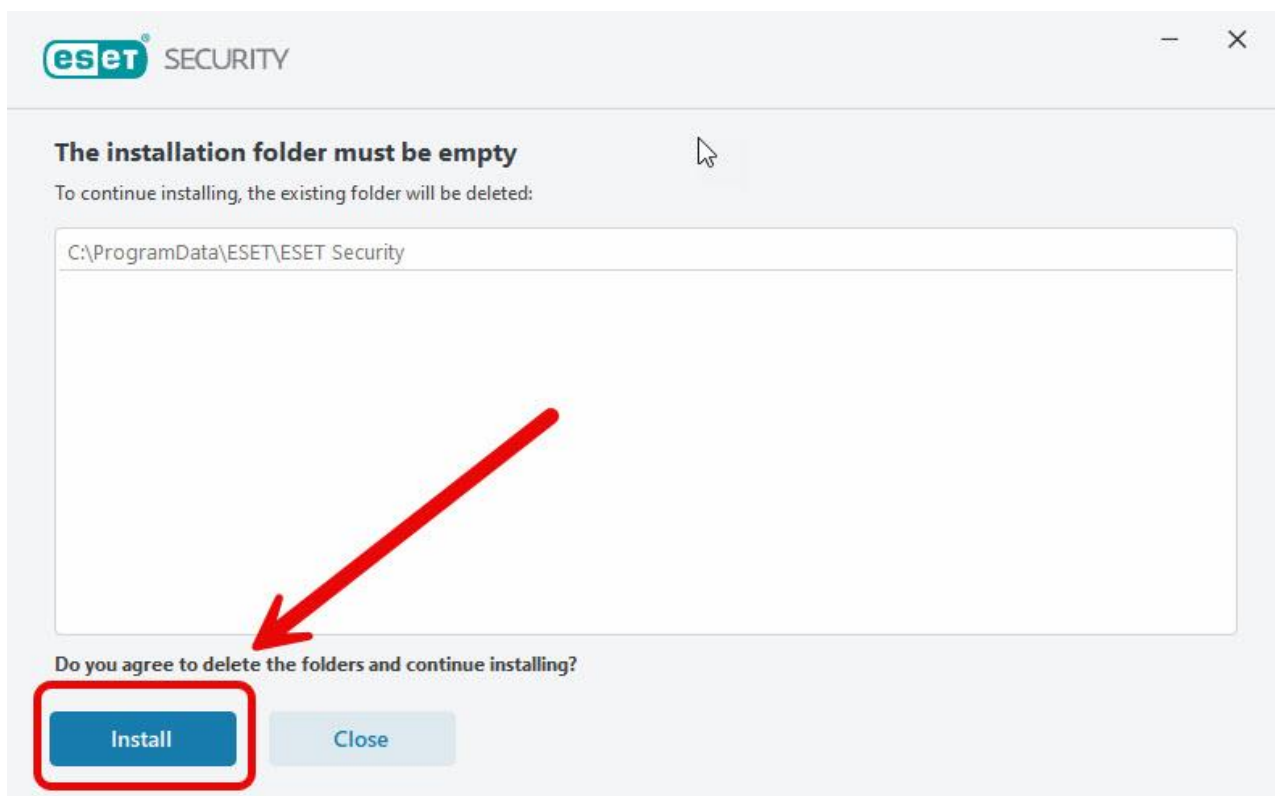 eseT® SECURITY
The installation folder must be empty
To continue installing, the existing folder will be deleted:
C:\ProgramData\ESET\ESET Security
Do you agree to delete the folders and continue installing?
Install Close